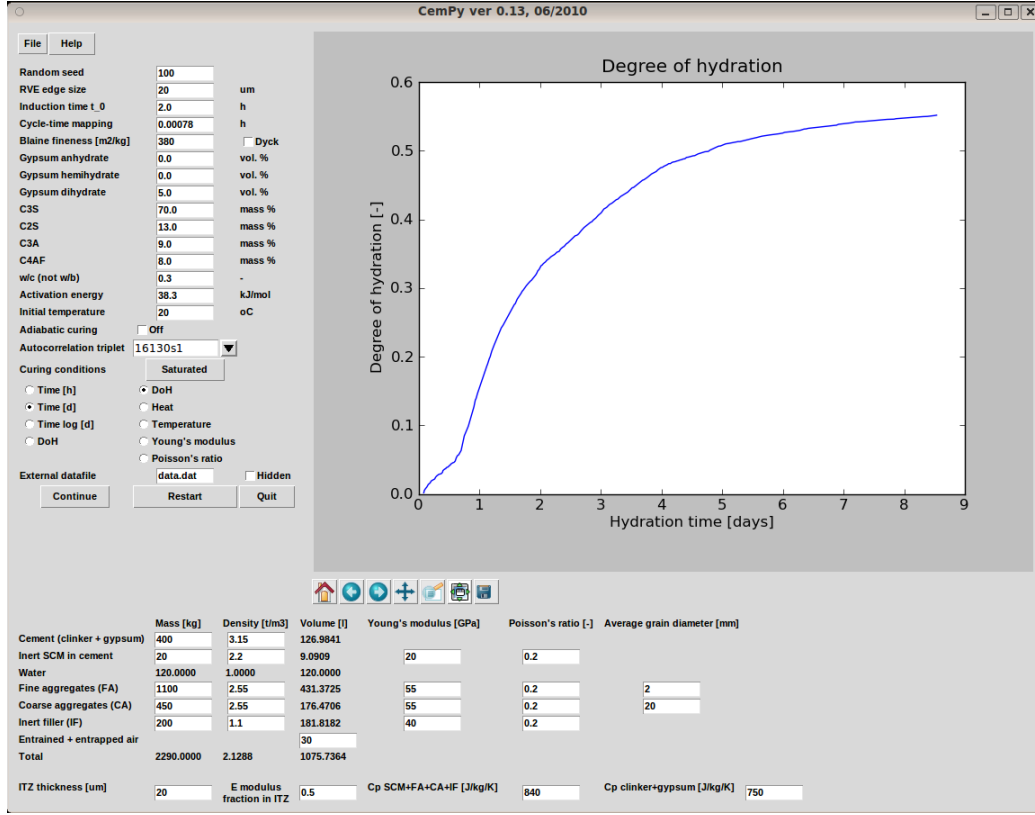 CemPy ver 0.13, 06/2010
File Help
Random seed 100
RVE edge size 20 um
Induction time t_0 2.0 h
Cycle-time mapping 0.00078 h
Blaine fineness [m2/kg] 380 Dyck
Gypsum anhydrate 0.0 vol. %
Gypsum hemihydrate 0.0 vol. %
Gypsum dihydrate 5.0 vol. %
C3S 70.0 mass %
C2S 13.0 mass %
C3A 9.0 mass %
C4AF 8.0 mass %
w/c (not w/b) 0.3 -
Activation energy 38.3 kJ/mol
Initial temperature 20 oC
Adiabatic curing Off
Autocorrelation triplet 16130s1
Curing conditions Saturated
Time [h] DoH
Time [d] Heat
Time log [d] Temperature
DoH Young's modulus
Poisson's ratio
External datafile data.dat Hidden
Continue Restart Quit
Degree of hydration
Degree of hydration [-]
0.6
0.5
0.4
0.3
0.2
0.1
0.0
0 1 2 3 4 5 6 7 8 9
Hydration time [days]
Mass [kg] Density [t/m3] Volume [l] Young's modulus [GPa] Poisson's ratio [-] Average grain diameter [mm]
Cement (clinker + gypsum) 400 3.15 126.9841
Inert SCM in cement 20 2.2 9.0909 20 0.2
Water 120.0000 1.0000 120.0000
Fine aggregates (FA) 1100 2.55 431.3725 55 0.2 2
Coarse aggregates (CA) 450 2.55 176.4706 55 0.2 20
Inert filler (IF) 200 1.1 181.8182 40 0.2
Entrained + entrapped air 30
Total 2290.0000 2.1288 1075.7364
ITZ thickness [um] 20 E modulus fraction in ITZ 0.5 Cp SCM+FA+CA+IF [J/kg/K] 840 Cp clinker+gypsum [J/kg/K] 750